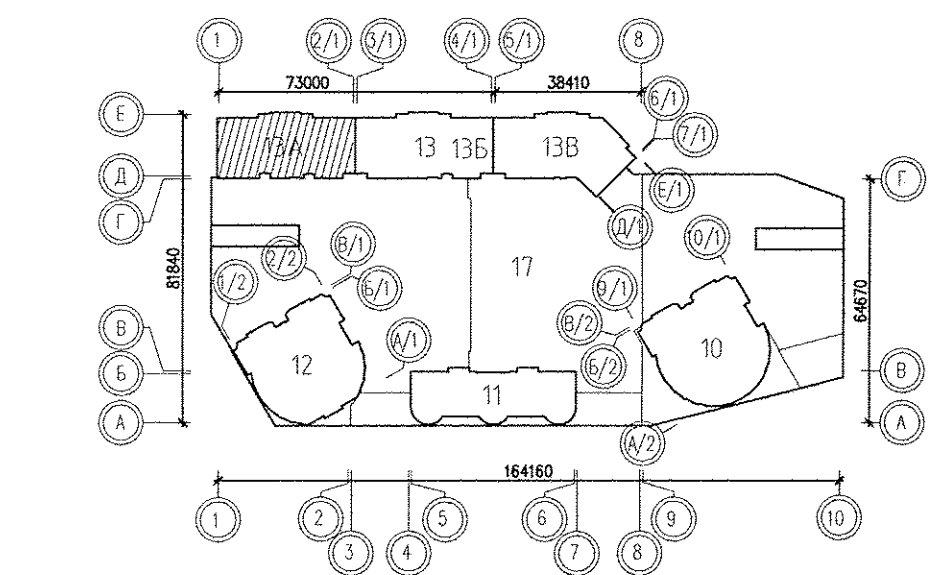 1 2/1 3/1 4/1 5/1 8
73000 38410
6/1
7/1
Е
13А 13 13Б 13В
Д
Е/1
Г
Г
Д/1
В/1
10/1
2/2
17
81840
1/2
Б/1
9/1
64670
В
А/1
В/2
12
10
Б
Б/2
В
11
А
А
А/2
164160
1 2 5 6 9 10
3 4 7 8